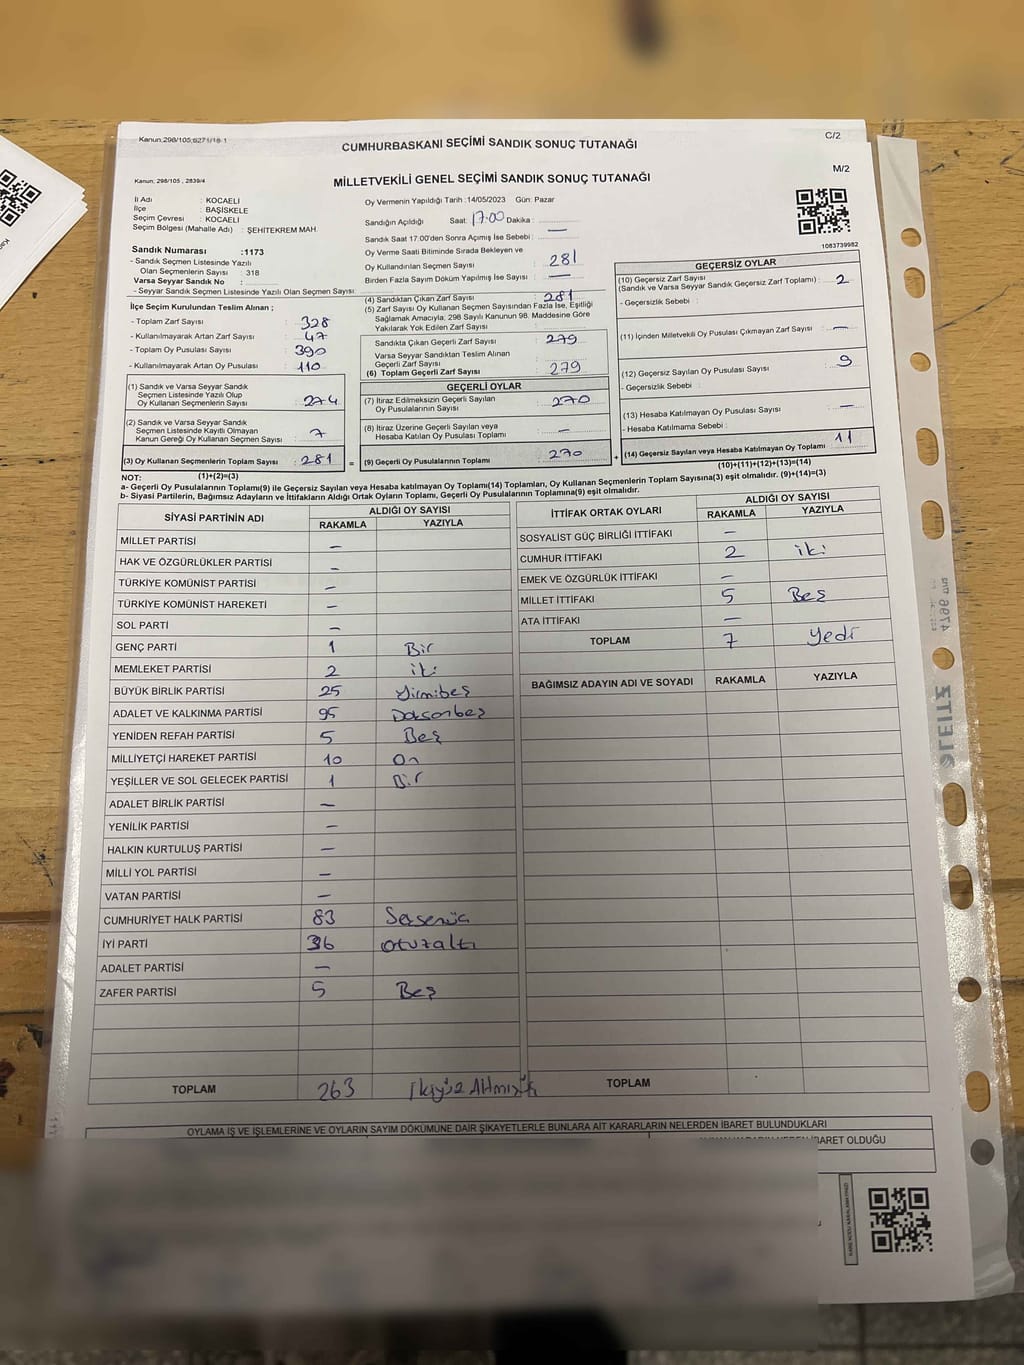 Kanun,298/105;6271/18-1
C/2
CUMHURBAŞKANI SEÇİMİ SANDIK SONUÇ TUTANAĞI
M/2
Kanun; 298/105 , 2839/4
MİLLETVEKİLİ GENEL SEÇİMİ SANDIK SONUÇ TUTANAĞI
İl Adı : KOCAELİ
İlçe : BAŞİSKELE
Seçim Çevresi : KOCAELİ
Seçim Bölgesi (Mahalle Adı) : ŞEHİTEKREM MAH.
Sandık Numarası :1173
- Sandık Seçmen Listesinde Yazılı
Olan Seçmenlerin Sayısı : 318
Varsa Seyyar Sandık No :
- Seyyar Sandık Seçmen Listesinde Yazılı Olan Seçmen Sayısı:
Oy Vermenin Yapıldığı Tarih :14/05/2023 Gün: Pazar
Sandığın Açıldığı Saat: 17:00 Dakika :
Sandık Saat 17:00'den Sonra Açımış İse Sebebi : —
Oy Verme Saati Bitiminde Sırada Bekleyen ve
Oy Kullandırılan Seçmen Sayısı : 281
Birden Fazla Sayım Döküm Yapılmış İse Sayısı : —
1083739982
İlçe Seçim Kurulundan Teslim Alınan ;
- Toplam Zarf Sayısı : 328
- Kullanılmayarak Artan Zarf Sayısı : 47
- Toplam Oy Pusulası Sayısı : 390
- Kullanılmayarak Artan Oy Pusulası : 110
(1) Sandık ve Varsa Seyyar Sandık
Seçmen Listesinde Yazılı Olup
Oy Kullanan Seçmenlerin Sayısı : 274
(2) Sandık ve Varsa Seyyar Sandık
Seçmen Listesinde Kayıtlı Olmayan
Kanun Gereği Oy Kullanan Seçmen Sayısı : 7
(3) Oy Kullanan Seçmenlerin Toplam Sayısı : 281 =
(4) Sandıktan Çıkan Zarf Sayısı : 281
(5) Zarf Sayısı Oy Kullanan Seçmen Sayısından Fazla İse, Eşitliği
Sağlamak Amacıyla; 298 Sayılı Kanunun 98. Maddesine Göre
Yakılarak Yok Edilen Zarf Sayısı :
Sandıkta Çıkan Geçerli Zarf Sayısı : 279
Varsa Seyyar Sandıktan Teslim Alınan
Geçerli Zarf Sayısı
(6) Toplam Geçerli Zarf Sayısı : 279
GEÇERLİ OYLAR
(7) İtiraz Edilmeksizin Geçerli Sayılan
Oy Pusulalarının Sayısı : 270
(8) İtiraz Üzerine Geçerli Sayılan veya
Hesaba Katılan Oy Pusulası Toplamı : —
(9) Geçerli Oy Pusulalarının Toplamı : 270 +
GEÇERSİZ OYLAR
(10) Geçersiz Zarf Sayısı
(Sandık ve Varsa Seyyar Sandık Geçersiz Zarf Toplamı) : 2
- Geçersizlik Sebebi :
(11) İçinden Milletvekili Oy Pusulası Çıkmayan Zarf Sayısı : —
(12) Geçersiz Sayılan Oy Pusulası Sayısı : 9
- Geçersizlik Sebebi :
(13) Hesaba Katılmayan Oy Pusulası Sayısı : —
- Hesaba Katılmama Sebebi :
(14) Geçersiz Sayılan veya Hesaba Katılmayan Oy Toplamı : 11
NOT: (1)+(2)=(3)
(10)+(11)+(12)+(13)=(14)
a- Geçerli Oy Pusulalarının Toplamı(9) ile Geçersiz Sayılan veya Hesaba Katılmayan Oy Toplamı(14) Toplamları, Oy Kullanan Seçmenlerin Toplam Sayısına(3) eşit olmalıdır. (9)+(14)=(3)
b- Siyasi Partilerin, Bağımsız Adayların ve İttifakların Aldığı Ortak Oyların Toplamı, Geçerli Oy Pusulalarının Toplamına(9) eşit olmalıdır.
SİYASİ PARTİNİN ADI ALDIĞI OY SAYISI
RAKAMLA YAZIYLA
MİLLET PARTİSİ —
HAK VE ÖZGÜRLÜKLER PARTİSİ —
TÜRKİYE KOMÜNİST PARTİSİ —
TÜRKİYE KOMÜNİST HAREKETİ —
SOL PARTİ —
GENÇ PARTİ 1 Bir
MEMLEKET PARTİSİ 2 iki
BÜYÜK BİRLİK PARTİSİ 25 Yirmibeş
ADALET VE KALKINMA PARTİSİ 95 Doksanbeş
YENİDEN REFAH PARTİSİ 5 Beş
MİLLİYETÇİ HAREKET PARTİSİ 10 On
YEŞİLLER VE SOL GELECEK PARTİSİ 1 Bir
ADALET BİRLİK PARTİSİ —
YENİLİK PARTİSİ —
HALKIN KURTULUŞ PARTİSİ —
MİLLİ YOL PARTİSİ —
VATAN PARTİSİ —
CUMHURİYET HALK PARTİSİ 83 Seksenüç
İYİ PARTİ 36 otuzaltı
ADALET PARTİSİ —
ZAFER PARTİSİ 5 Beş
TOPLAM 263 İkiyüz Altmış
İTTİFAK ORTAK OYLARI ALDIĞI OY SAYISI
RAKAMLA YAZIYLA
SOSYALİST GÜÇ BİRLİĞİ İTTİFAKI —
CUMHUR İTTİFAKI 2 iki
EMEK VE ÖZGÜRLÜK İTTİFAKI —
MİLLET İTTİFAKI 5 Beş
ATA İTTİFAKI —
TOPLAM 7 Yedi
BAĞIMSIZ ADAYIN ADI VE SOYADI RAKAMLA YAZIYLA
TOPLAM
OYLAMA İŞ VE İŞLEMLERİNE VE OYLARIN SAYIM DÖKÜMÜNE DAİR ŞİKAYETLERLE BUNLARA AİT KARARLARIN NELERDEN İBARET BULUNDUKLARI
İBARET OLDUĞU
LEITZ
4796